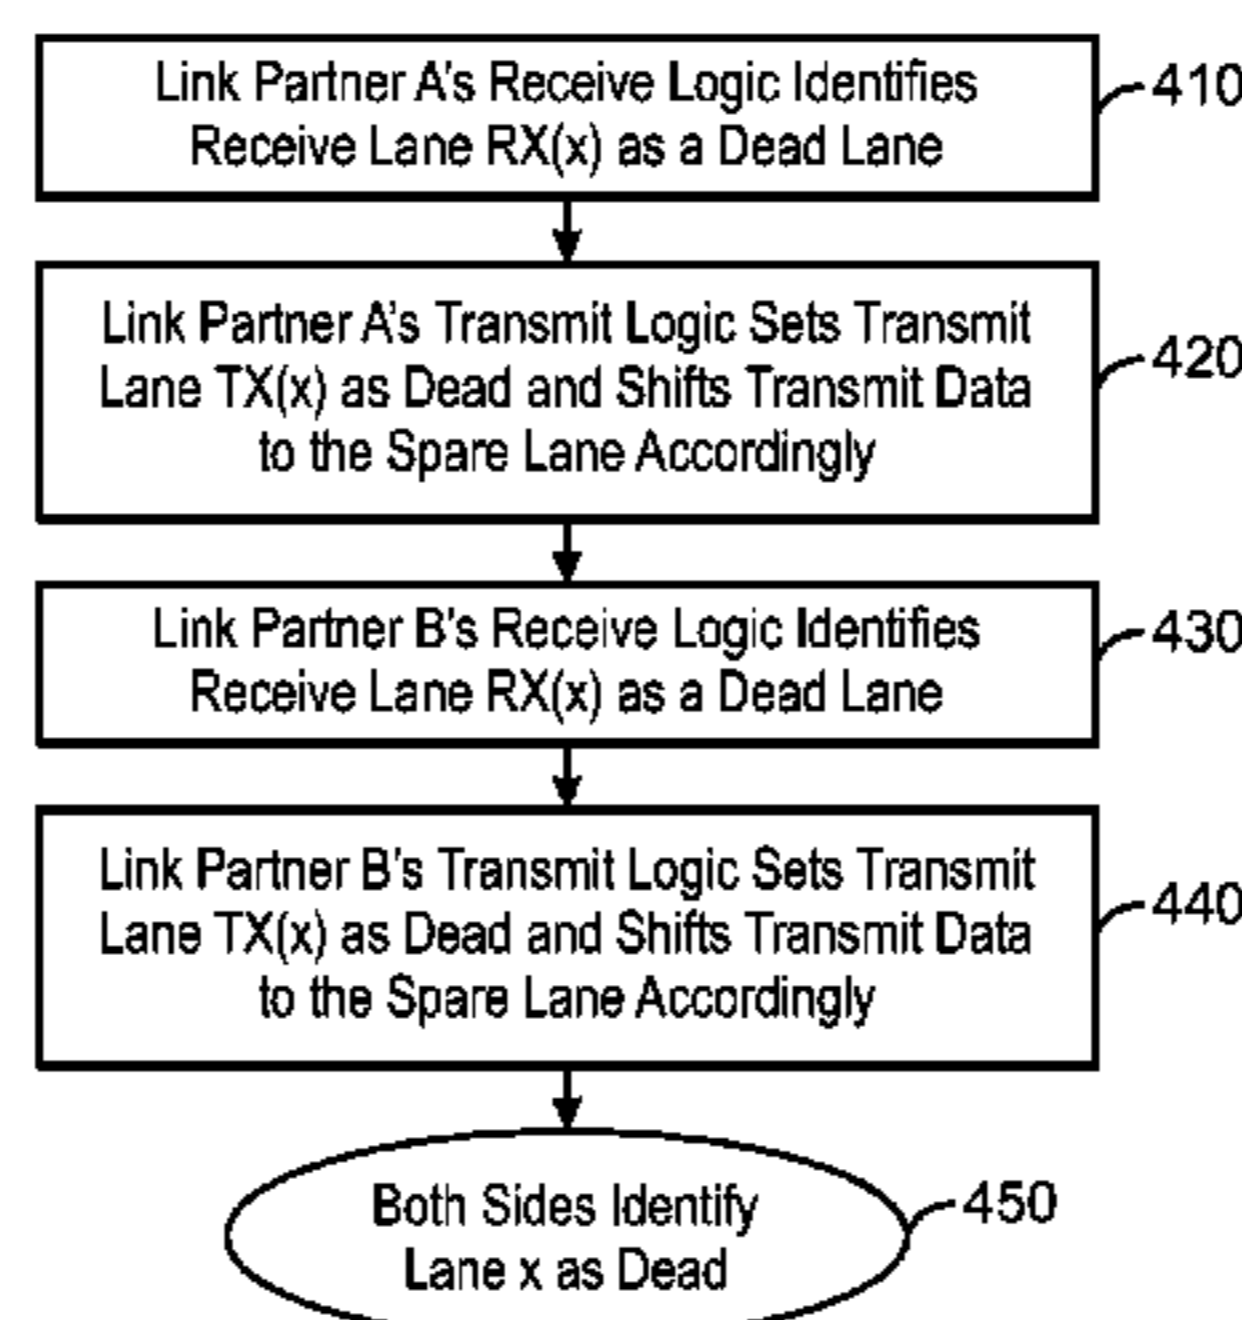 Link Partner A's Receive Logic Identifies
Receive Lane RX(x) as a Dead Lane
410
Link Partner A's Transmit Logic Sets Transmit
Lane TX(x) as Dead and Shifts Transmit Data
to the Spare Lane Accordingly
420
Link Partner B's Receive Logic Identifies
Receive Lane RX(x) as a Dead Lane
430
Link Partner B's Transmit Logic Sets Transmit
Lane TX(x) as Dead and Shifts Transmit Data
to the Spare Lane Accordingly
440
Both Sides Identify
Lane x as Dead
450